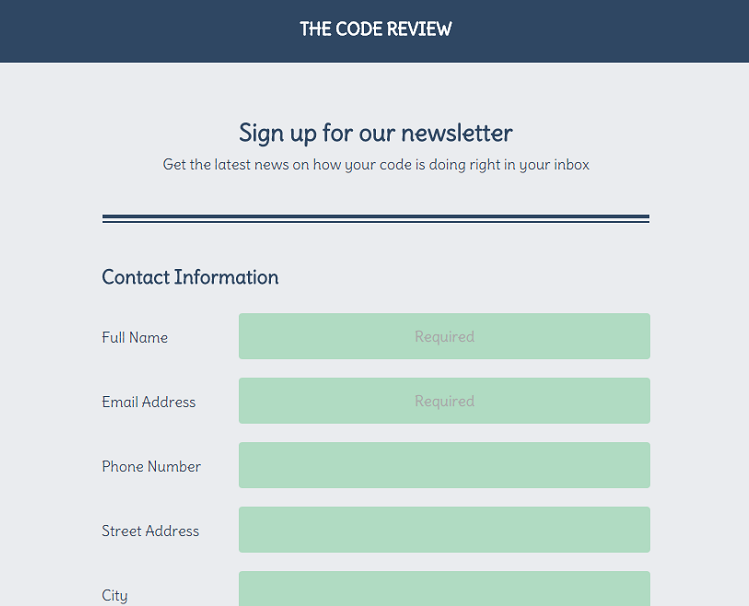 THE CODE REVIEW
Sign up for our newsletter
Get the latest news on how your code is doing right in your inbox
Contact Information
Full Name
Required
Email Address
Required
Phone Number
Street Address
City